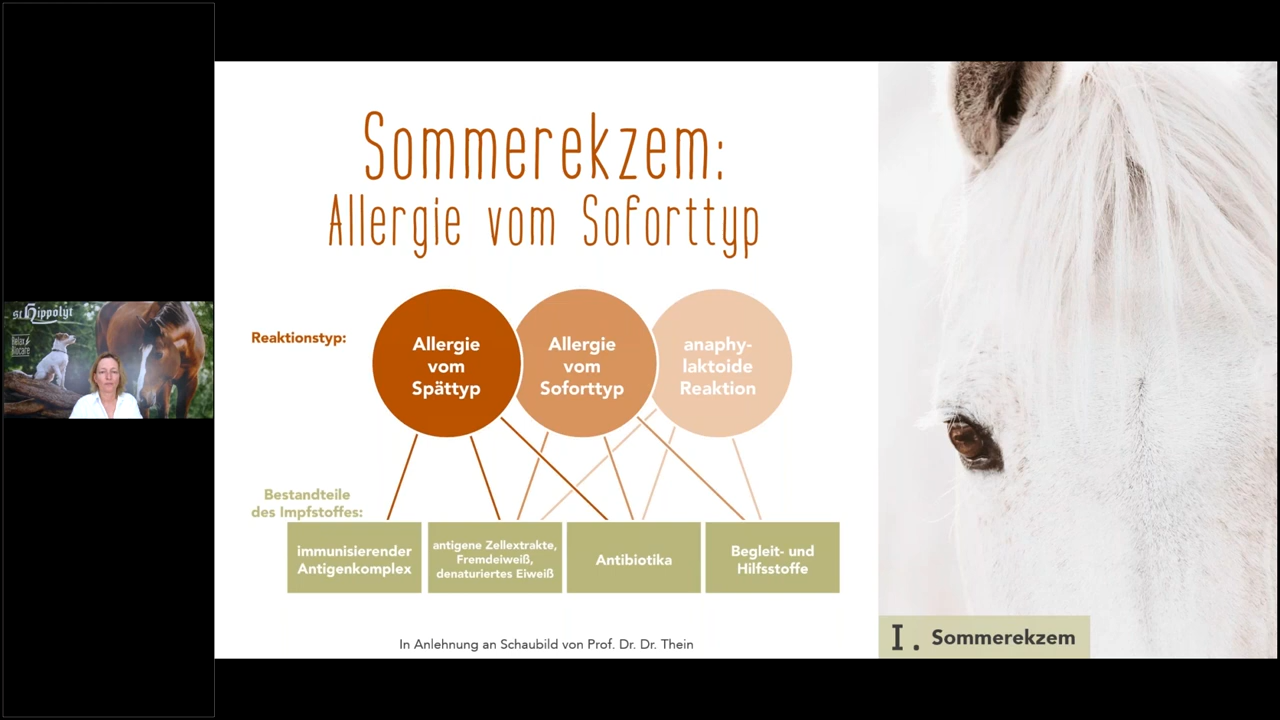 St.Hippolyt
Relax
Biocare
Sommerekzem:
Allergie vom Soforttyp
Reaktionstyp:
Allergie
vom
Spättyp
Allergie
vom
Soforttyp
anaphy-
laktoide
Reaktion
Bestandteile
des Impfstoffes:
immunisierender
Antigenkomplex
antigene Zellextrakte,
Fremdeiweiß,
denaturiertes Eiweiß
Antibiotika
Begleit- und
Hilfsstoffe
In Anlehnung an Schaubild von Prof. Dr. Dr. Thein
I. Sommerekzem